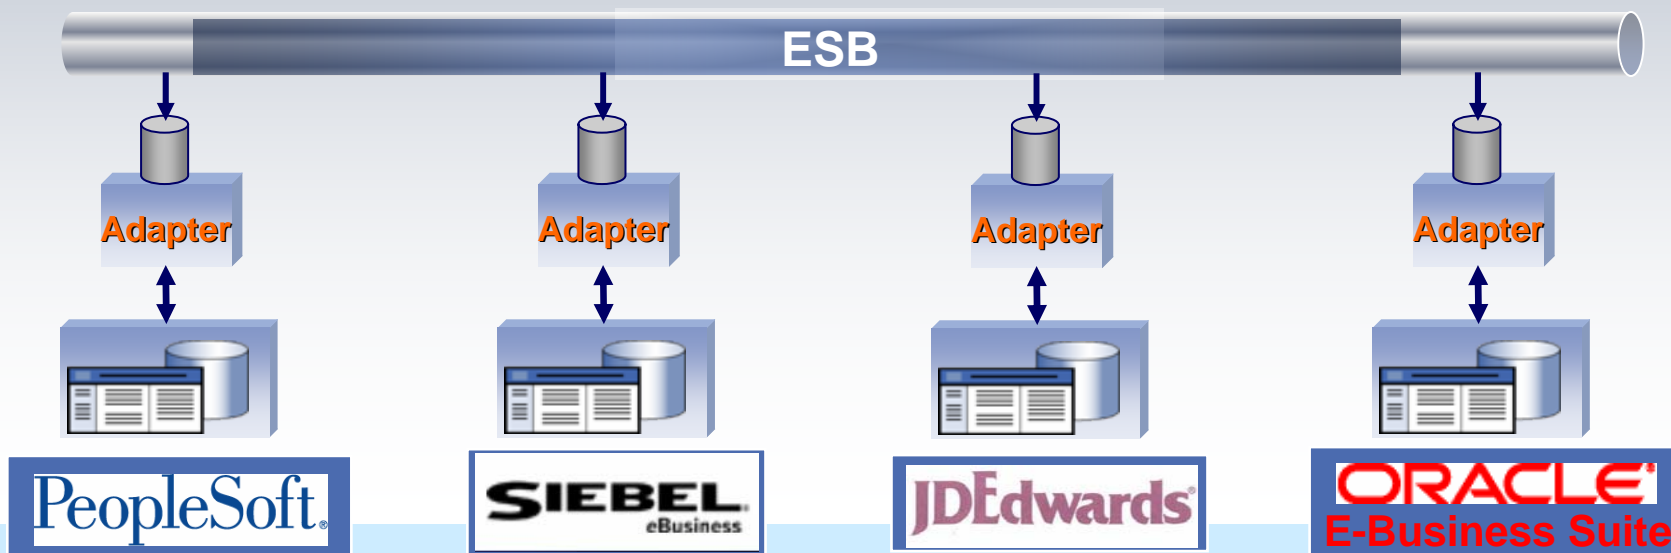 ESB
Adapter
Adapter
Adapter
Adapter
PeopleSoft.
SIEBEL.
eBusiness
JDEdwards
ORACLE
E-Business Suite